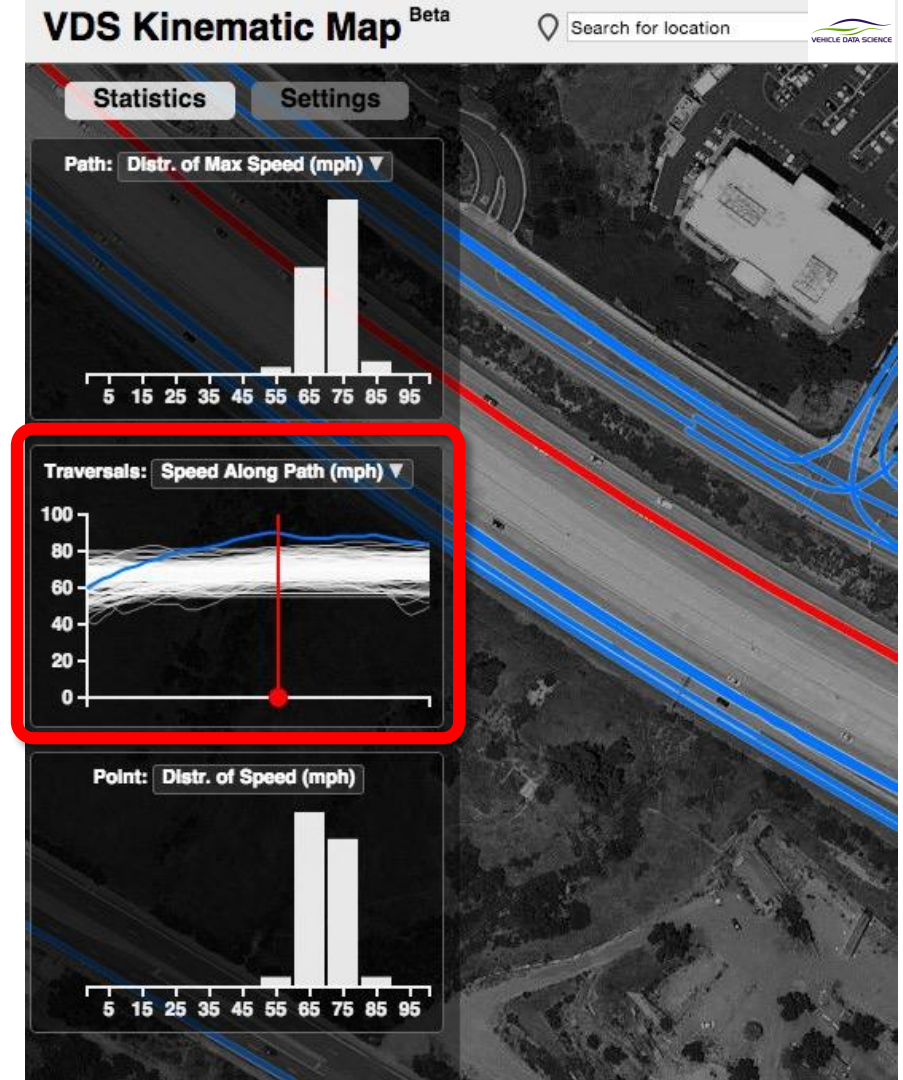 VDS Kinematic Map Beta
Search for location
VEHICLE DATA SCIENCE
Statistics
Settings
Path: Distr. of Max Speed (mph) ▼
5 15 25 35 45 55 65 75 85 95
Traversals: Speed Along Path (mph) ▼
100
80
60
40
20
0
Point: Distr. of Speed (mph)
5 15 25 35 45 55 65 75 85 95